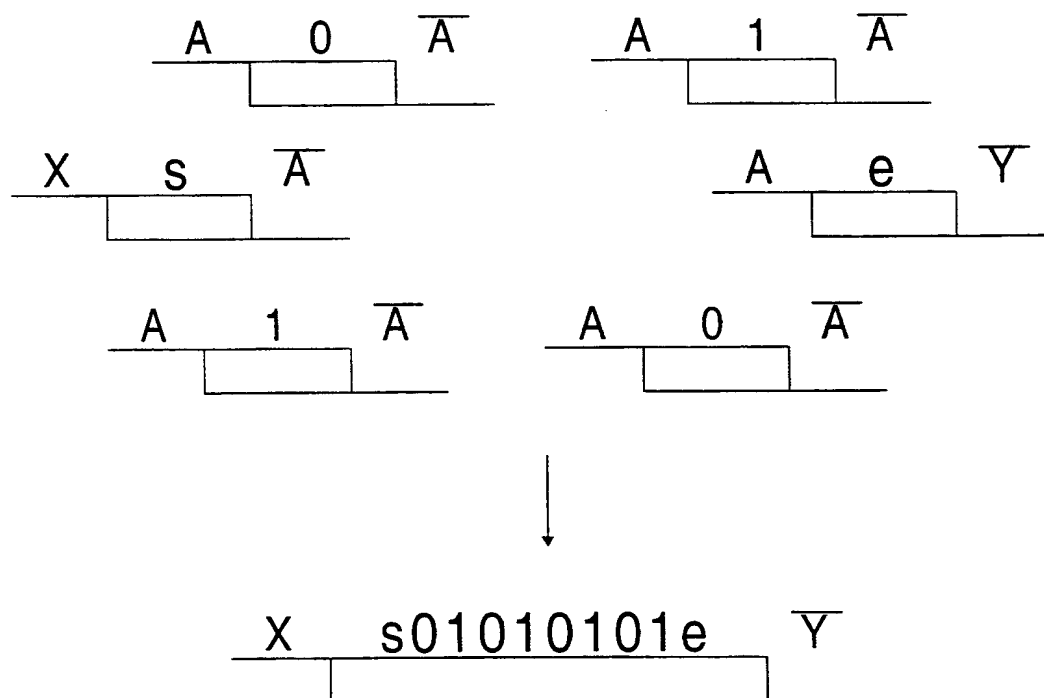 A 0 A̅ A 1 A̅
X s A̅ A e Y̅
A 1 A̅ A 0 A̅
X s01010101e Y̅